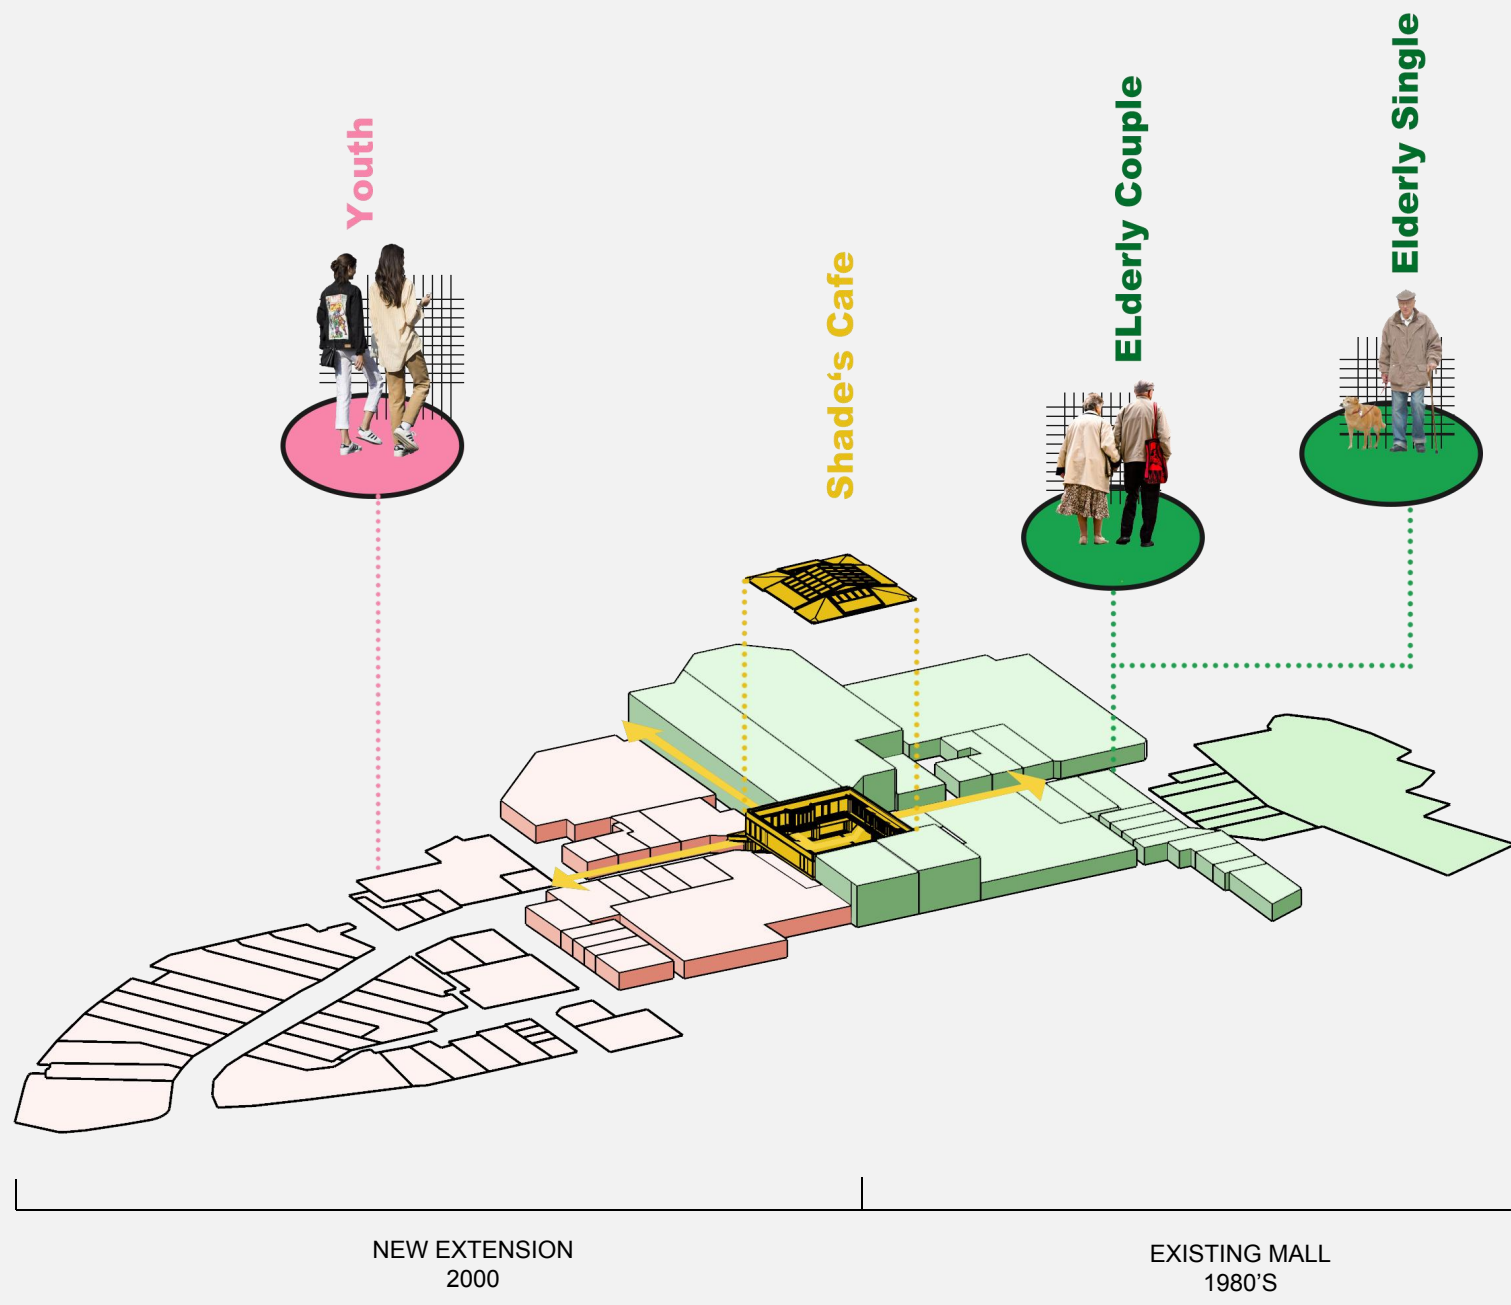 Youth
Shade's Cafe
ELderly Couple
Elderly Single
NEW EXTENSION
2000
EXISTING MALL
1980'S